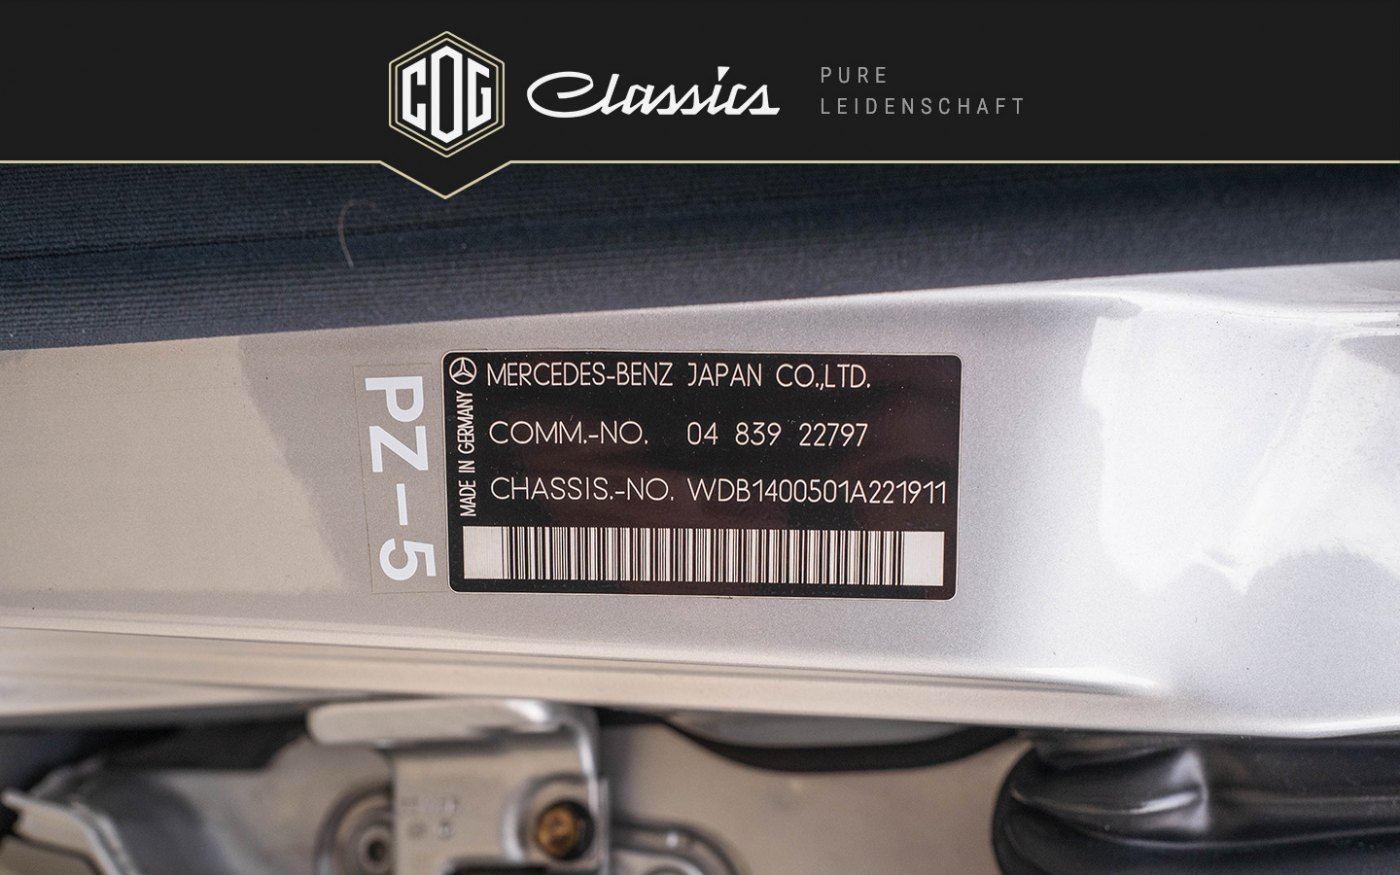 COG Classics
PURE
LEIDENSCHAFT
PZ-5
MADE IN GERMANY
MERCEDES-BENZ JAPAN CO.,LTD.
COMM.-NO. 04 839 22797
CHASSIS.-NO. WDB1400501A221911